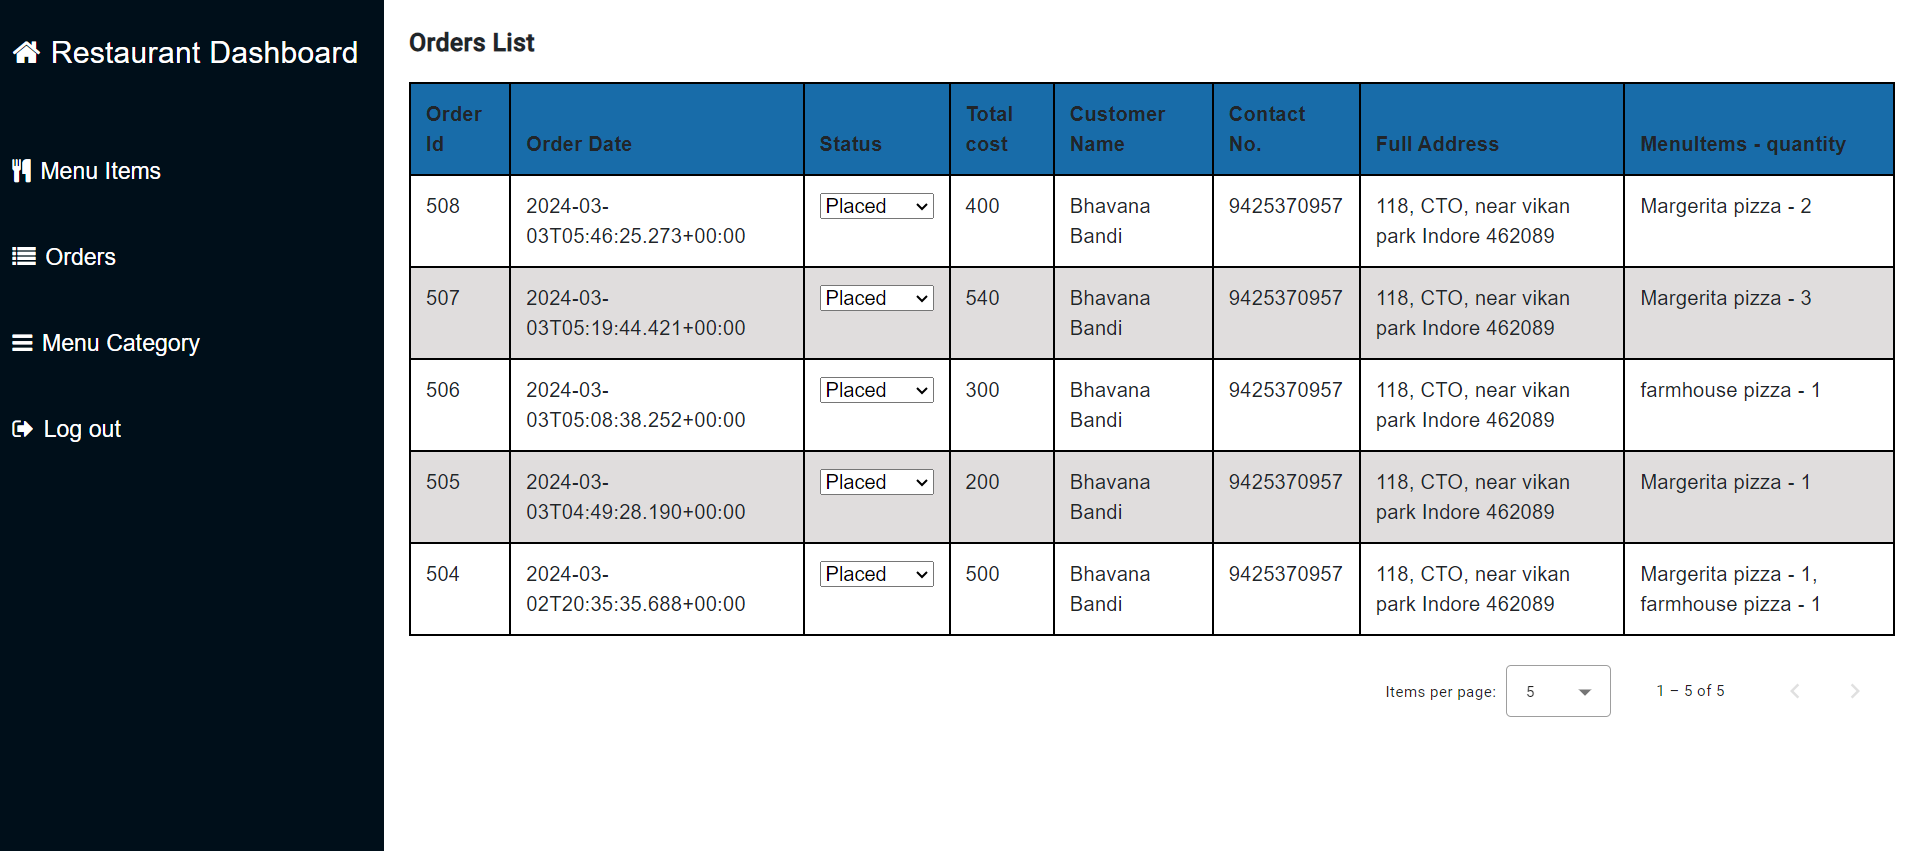 Restaurant Dashboard
Menu Items
Orders
Menu Category
Log out
Orders List
Order Id Order Date Status Total cost Customer Name Contact No. Full Address MenuItems - quantity
508 2024-03-03T05:46:25.273+00:00 Placed 400 Bhavana Bandi 9425370957 118, CTO, near vikan park Indore 462089 Margerita pizza - 2
507 2024-03-03T05:19:44.421+00:00 Placed 540 Bhavana Bandi 9425370957 118, CTO, near vikan park Indore 462089 Margerita pizza - 3
506 2024-03-03T05:08:38.252+00:00 Placed 300 Bhavana Bandi 9425370957 118, CTO, near vikan park Indore 462089 farmhouse pizza - 1
505 2024-03-03T04:49:28.190+00:00 Placed 200 Bhavana Bandi 9425370957 118, CTO, near vikan park Indore 462089 Margerita pizza - 1
504 2024-03-02T20:35:35.688+00:00 Placed 500 Bhavana Bandi 9425370957 118, CTO, near vikan park Indore 462089 Margerita pizza - 1, farmhouse pizza - 1
Items per page: 5 1 – 5 of 5